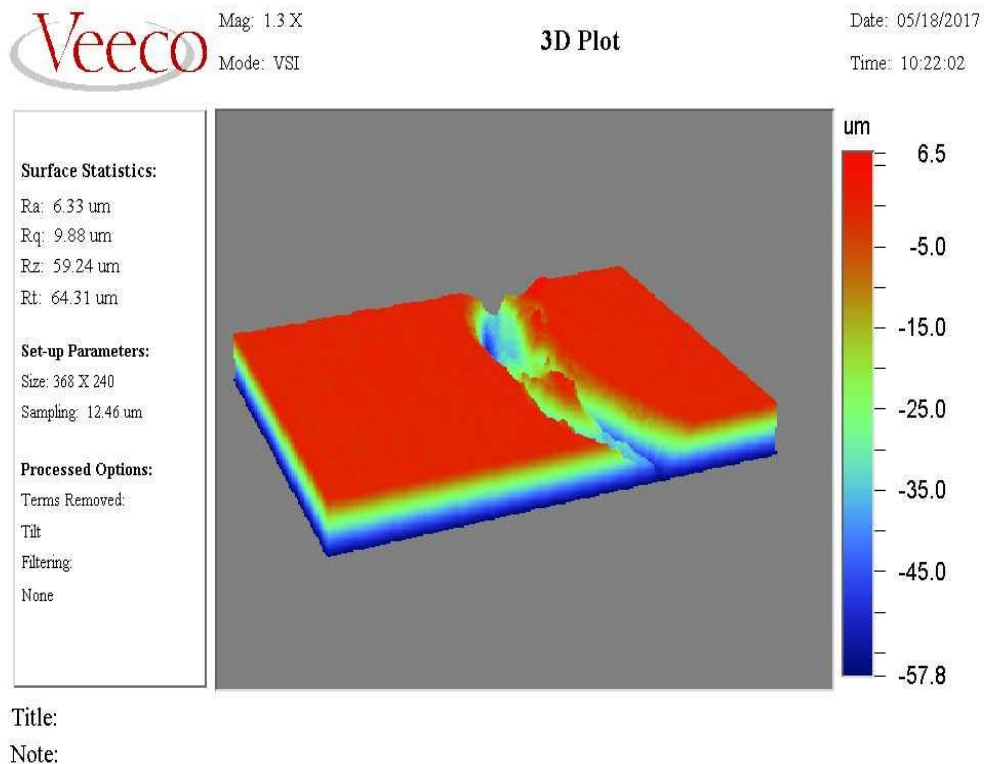 Veeco
Mag: 1.3 X
Mode: VSI
3D Plot
Date: 05/18/2017
Time: 10:22:02
Surface Statistics:
Ra: 6.33 um
Rq: 9.88 um
Rz: 59.24 um
Rt: 64.31 um
Set-up Parameters:
Size: 368 X 240
Sampling: 12.46 um
Processed Options:
Terms Removed:
Tilt
Filtering:
None
um
6.5
-5.0
-15.0
-25.0
-35.0
-45.0
-57.8
Title:
Note: